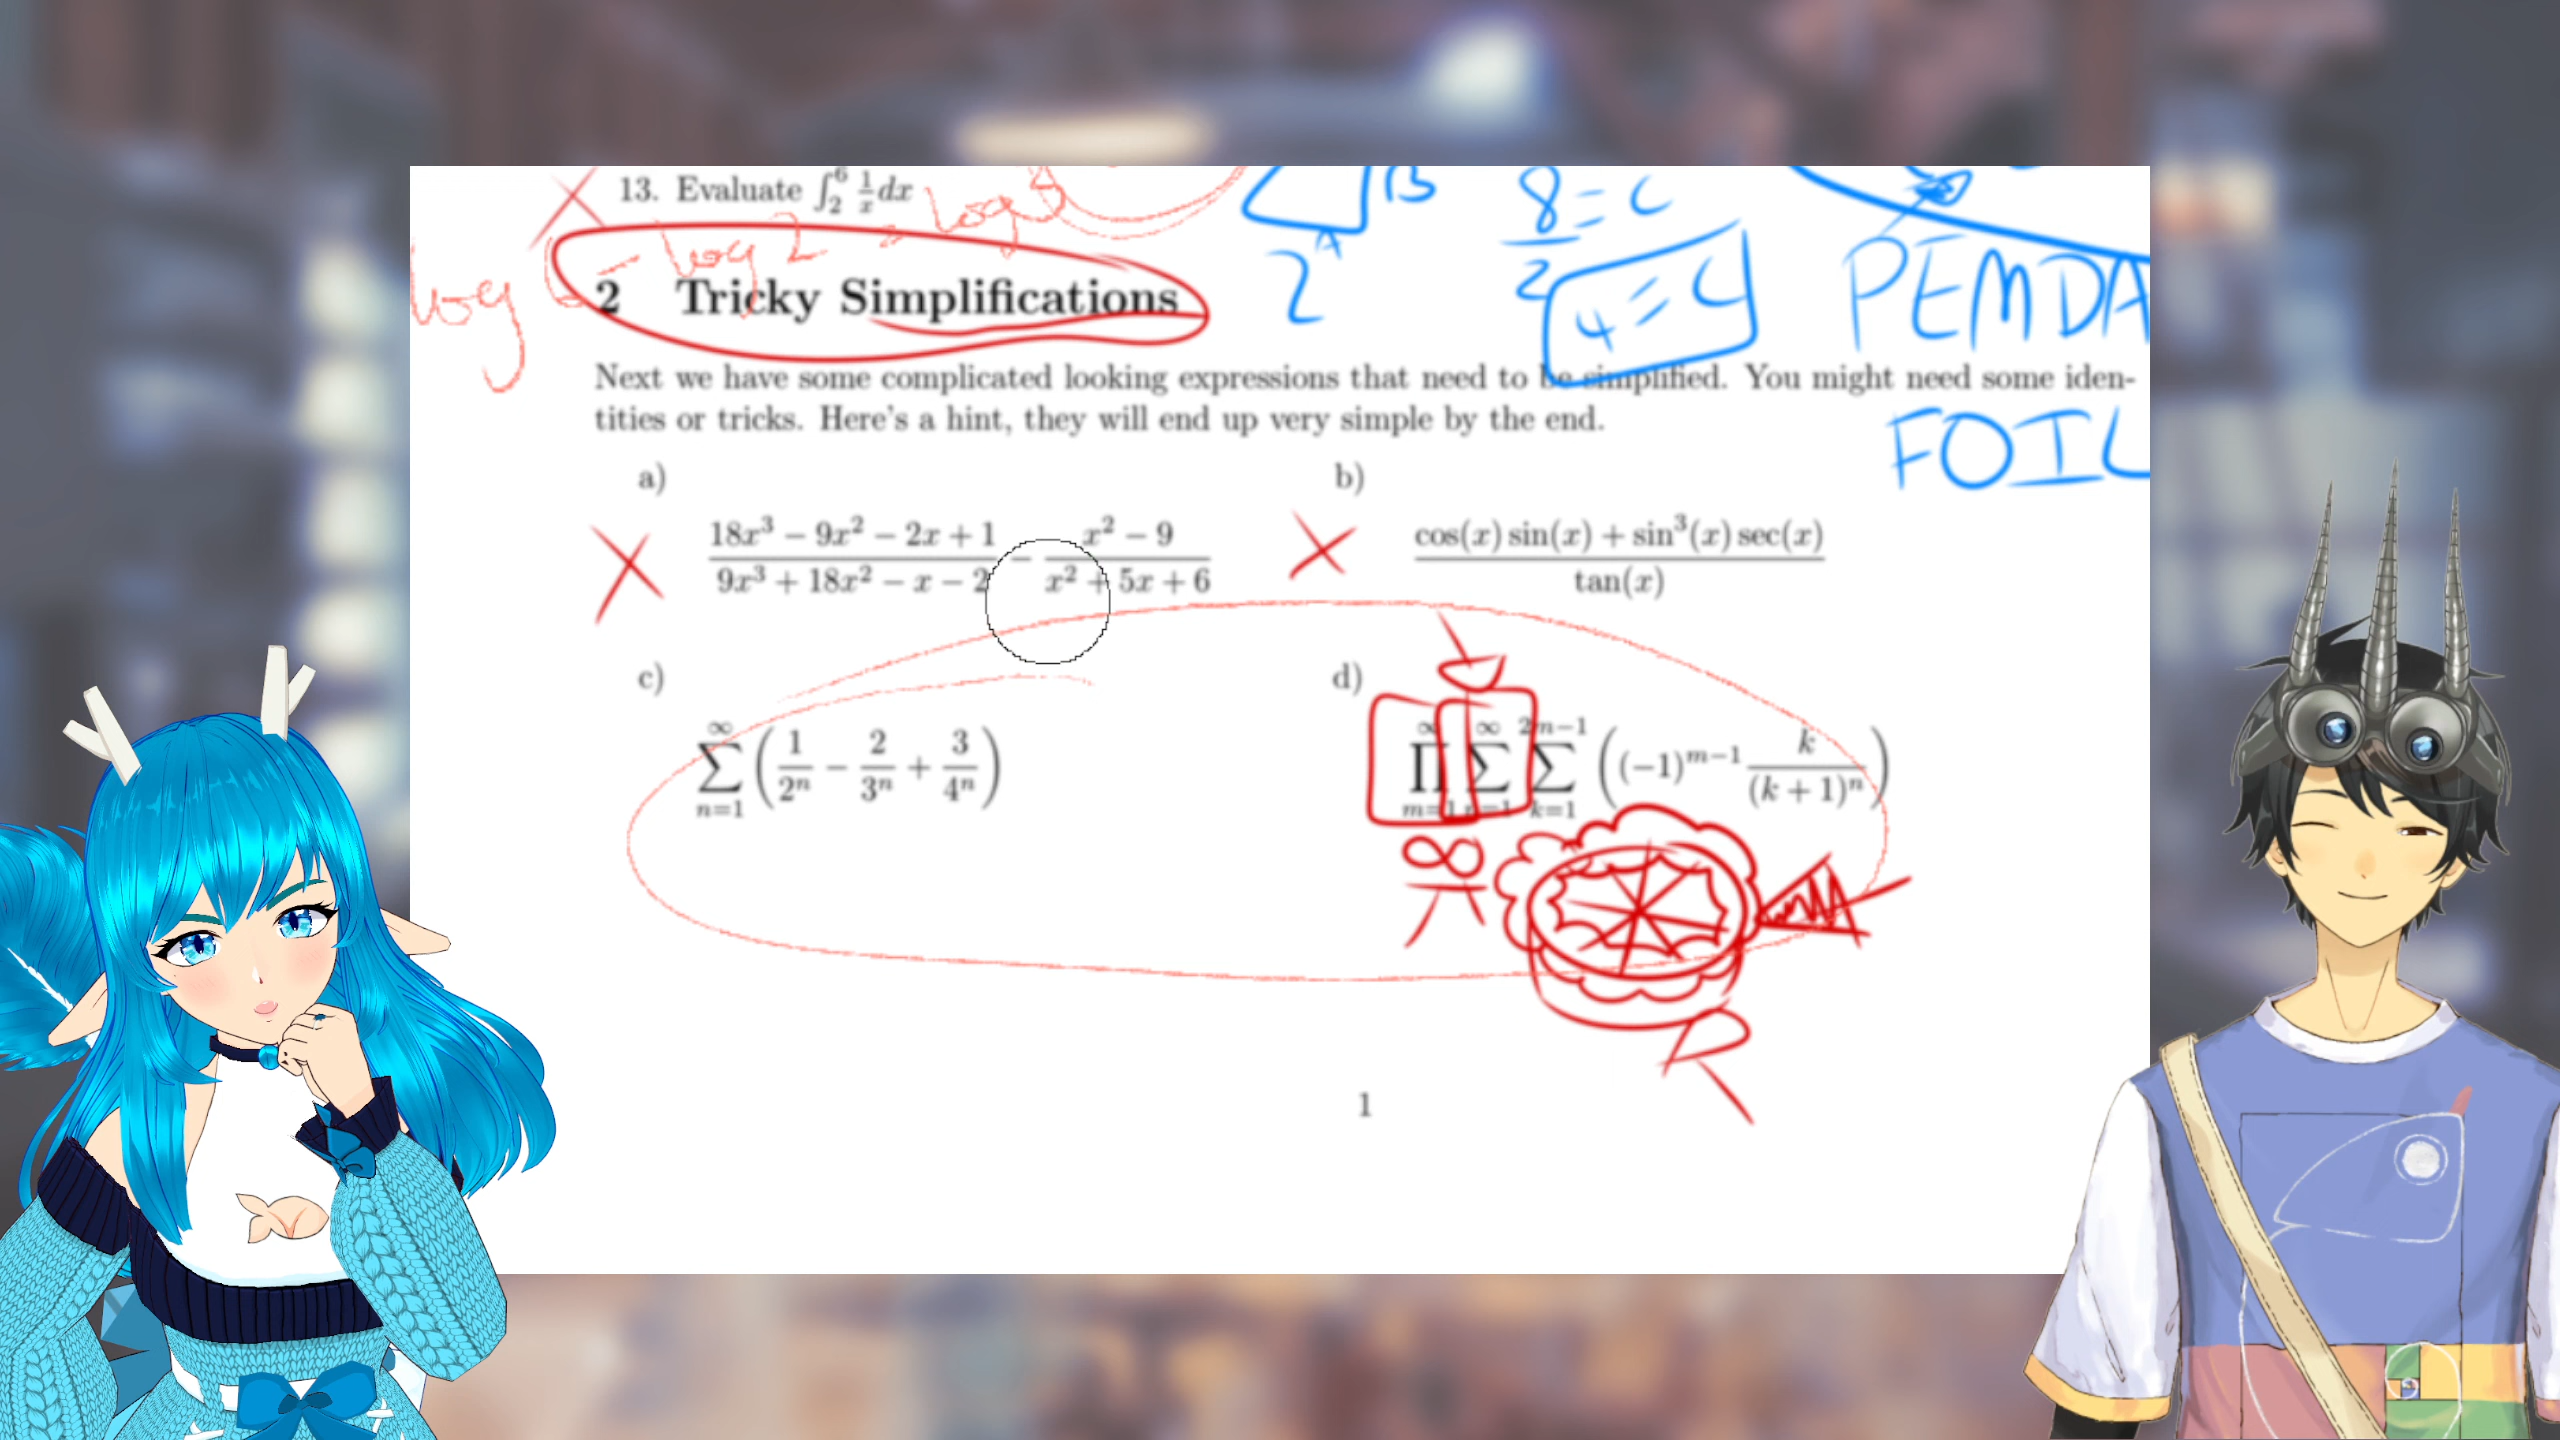 13. Evaluate ∫₂⁶ 1/x dx
log 6 - log 2 = log 3
B
2
8/2 = C
4 = C
PEMDA
FOIL
2 Tricky Simplifications
Next we have some complicated looking expressions that need to be simplified. You might need some iden-
tities or tricks. Here's a hint, they will end up very simple by the end.
a)
(18x³ − 9x² − 2x + 1)/(9x³ + 18x² − x − 2) − (x² − 9)/(x² + 5x + 6)
b)
(cos(x) sin(x) + sin³(x) sec(x))/tan(x)
c)
∞∑n=1 (1/2ⁿ − 2/3ⁿ + 3/4ⁿ)
d)
∞∏m=1 ∞∑n=1 2m−1∑k=1 ((−1)ᵐ⁻¹ k/(k + 1)ⁿ)
∞
π
1